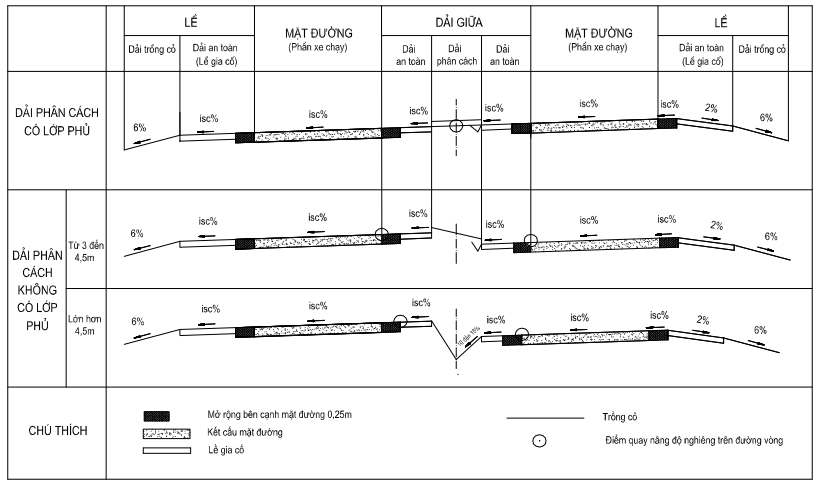 LỀ
MẶT ĐƯỜNG
(Phần xe chạy)
DẢI GIỮA
MẶT ĐƯỜNG
(Phần xe chạy)
LỀ
Dải trồng cỏ
Dải an toàn
(Lề gia cố)
Dải
an toàn
Dải
phân cách
Dải
an toàn
Dải an toàn
(Lề gia cố)
Dải trồng cỏ
DẢI PHÂN CÁCH
CÓ LỚP PHỦ
6%
isc%
isc%
isc%
isc%
isc%
isc%
2%
6%
DẢI PHÂN
CÁCH
KHÔNG
CÓ LỚP
PHỦ
Từ 3 đến
4,5m
6%
isc%
isc%
isc%
isc%
isc%
isc%
2%
6%
Lớn hơn
4,5m
6%
isc%
isc%
isc%
isc%
isc%
isc%
2%
6%
CHÚ THÍCH
Mở rộng bên cạnh mặt đường 0,25m
Kết cấu mặt đường
Lề gia cố
Trồng cỏ
Điểm quay nâng độ nghiêng trên đường vòng